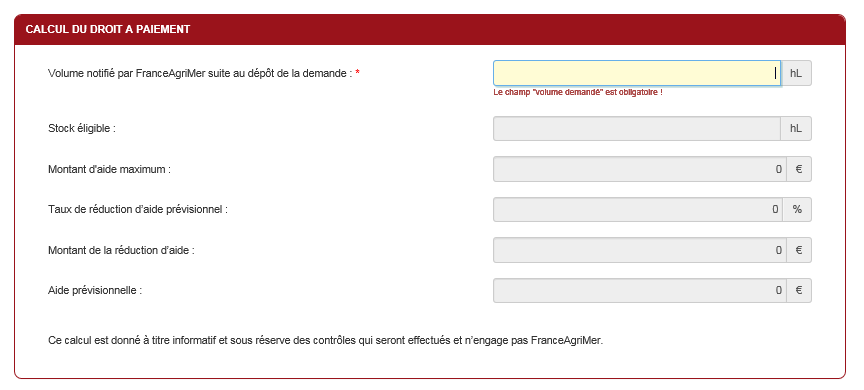 CALCUL DU DROIT A PAIEMENT
Volume notifié par FranceAgriMer suite au dépôt de la demande : * hL
Le champ "volume demandé" est obligatoire !
Stock éligible : hL
Montant d'aide maximum : 0 €
Taux de réduction d'aide prévisionnel : 0 %
Montant de la réduction d'aide : 0 €
Aide prévisionnelle : 0 €
Ce calcul est donné à titre informatif et sous réserve des contrôles qui seront effectués et n'engage pas FranceAgriMer.